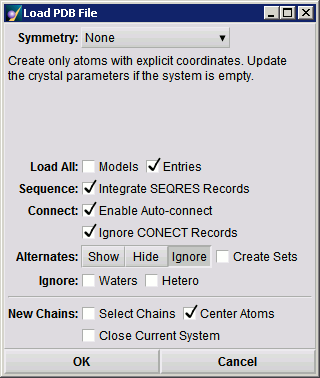 Load PDB File
Symmetry: None
Create only atoms with explicit coordinates. Update
the crystal parameters if the system is empty.
Load All: Models Entries
Sequence: Integrate SEQRES Records
Connect: Enable Auto-connect
Ignore CONECT Records
Alternates: Show Hide Ignore Create Sets
Ignore: Waters Hetero
New Chains: Select Chains Center Atoms
Close Current System
OK Cancel